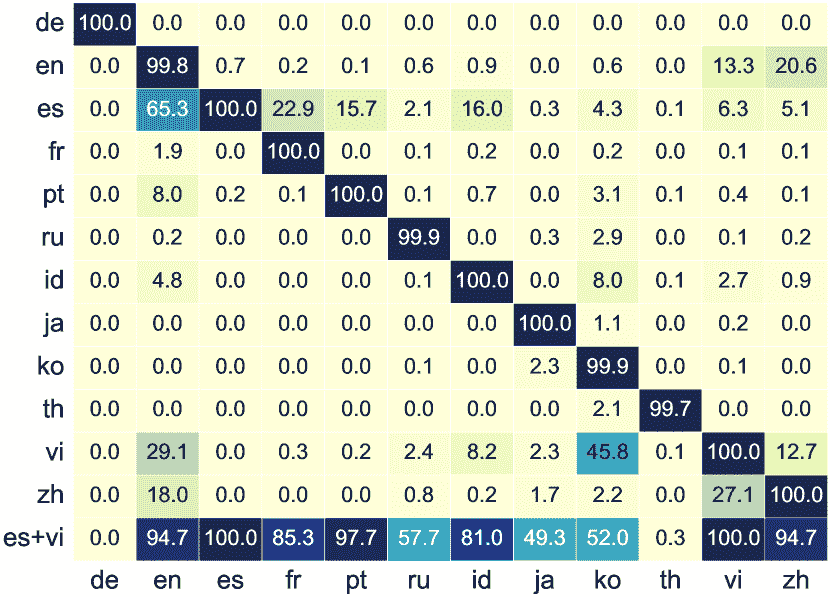 de 100.0 0.0 0.0 0.0 0.0 0.0 0.0 0.0 0.0 0.0 0.0 0.0
en 0.0 99.8 0.7 0.2 0.1 0.6 0.9 0.0 0.6 0.0 13.3 20.6
es 0.0 65.3 100.0 22.9 15.7 2.1 16.0 0.3 4.3 0.1 6.3 5.1
fr 0.0 1.9 0.0 100.0 0.0 0.1 0.2 0.0 0.2 0.0 0.1 0.1
pt 0.0 8.0 0.2 0.1 100.0 0.1 0.7 0.0 3.1 0.1 0.4 0.1
ru 0.0 0.2 0.0 0.0 0.0 99.9 0.0 0.3 2.9 0.0 0.1 0.2
id 0.0 4.8 0.0 0.0 0.0 0.1 100.0 0.0 8.0 0.1 2.7 0.9
ja 0.0 0.0 0.0 0.0 0.0 0.0 0.0 100.0 1.1 0.0 0.2 0.0
ko 0.0 0.0 0.0 0.0 0.0 0.1 0.0 2.3 99.9 0.0 0.1 0.0
th 0.0 0.0 0.0 0.0 0.0 0.0 0.0 0.0 2.1 99.7 0.0 0.0
vi 0.0 29.1 0.0 0.3 0.2 2.4 8.2 2.3 45.8 0.1 100.0 12.7
zh 0.0 18.0 0.0 0.0 0.0 0.8 0.2 1.7 2.2 0.0 27.1 100.0
es+vi 0.0 94.7 100.0 85.3 97.7 57.7 81.0 49.3 52.0 0.3 100.0 94.7
de en es fr pt ru id ja ko th vi zh